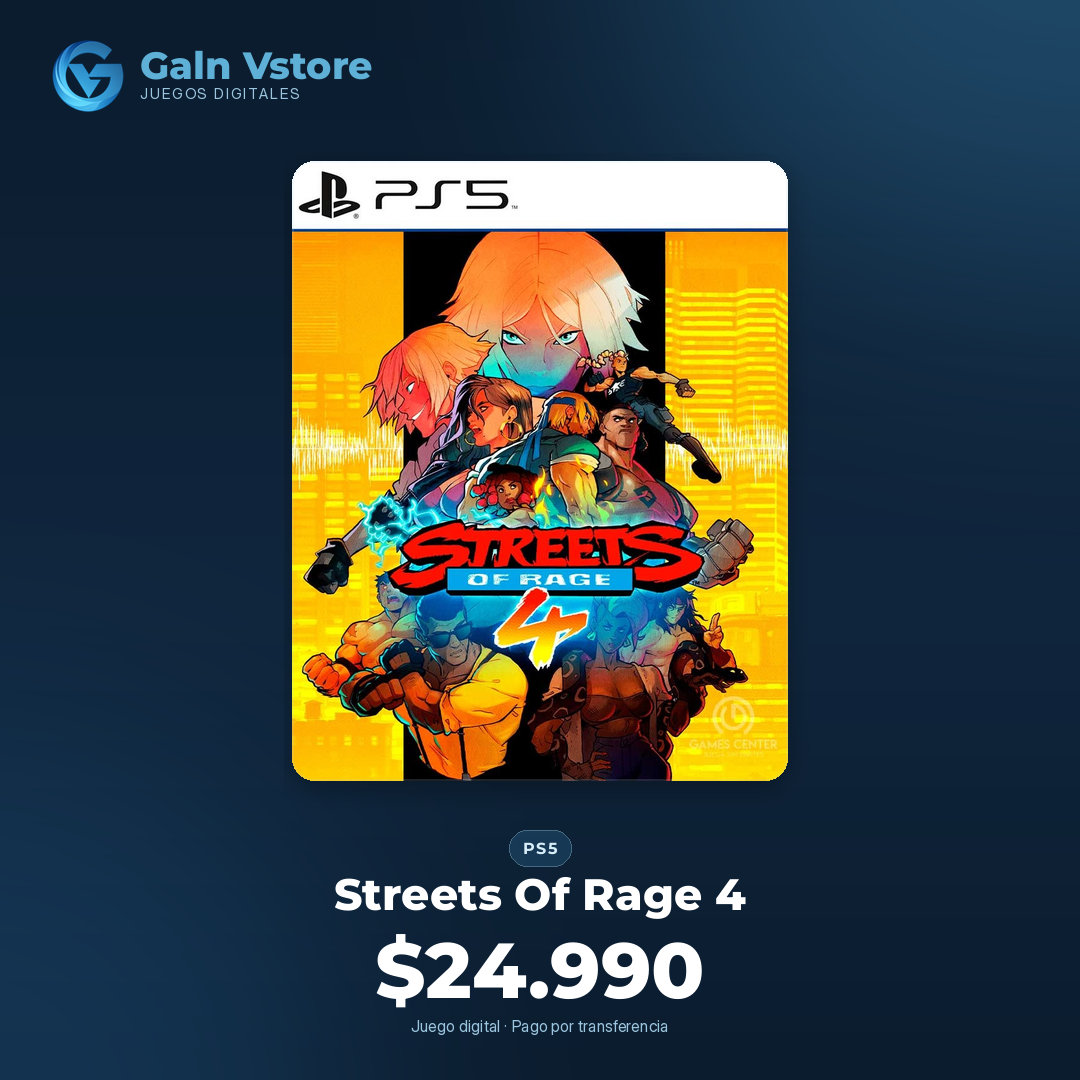 Galn Vstore
JUEGOS DIGITALES
PS5
STREETS
OF RAGE
4
GAMES CENTER
PS5
Streets Of Rage 4
$24.990
Juego digital · Pago por transferencia